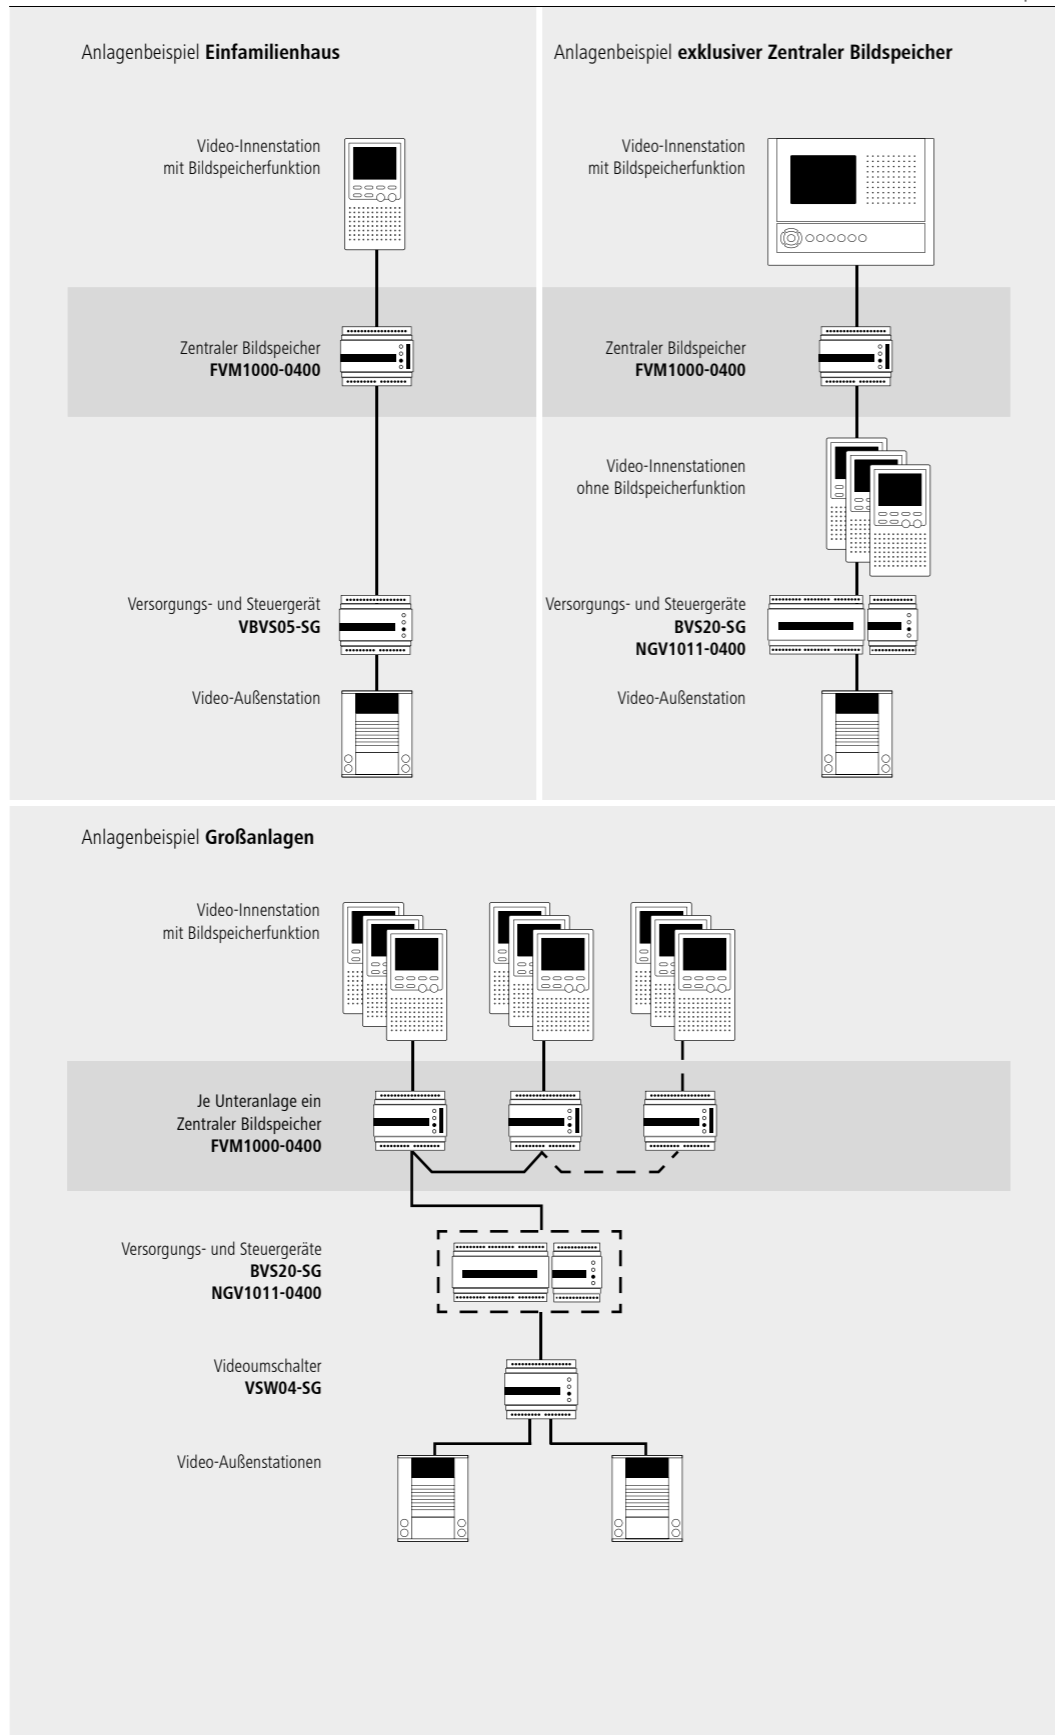 Anlagenbeispiel Einfamilienhaus
Video-Innenstation
mit Bildspeicherfunktion
Zentraler Bildspeicher
FVM1000-0400
Versorgungs- und Steuergerät
VBVS05-SG
Video-Außenstation
Anlagenbeispiel exklusiver Zentraler Bildspeicher
Video-Innenstation
mit Bildspeicherfunktion
Zentraler Bildspeicher
FVM1000-0400
Video-Innenstationen
ohne Bildspeicherfunktion
Versorgungs- und Steuergeräte
BVS20-SG
NGV1011-0400
Video-Außenstation
Anlagenbeispiel Großanlagen
Video-Innenstation
mit Bildspeicherfunktion
Je Unteranlage ein
Zentraler Bildspeicher
FVM1000-0400
Versorgungs- und Steuergeräte
BVS20-SG
NGV1011-0400
Videoumschalter
VSW04-SG
Video-Außenstationen